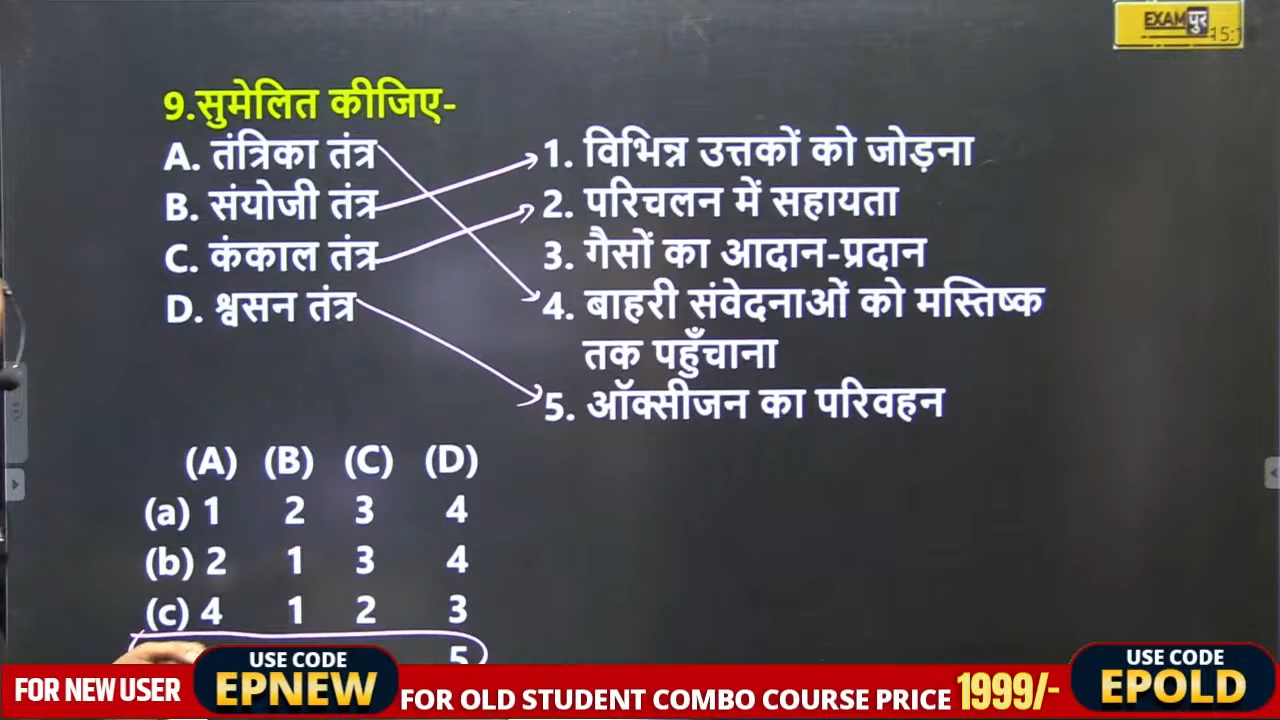 EXAM पुर
9.सुमेलित कीजिए-
A. तंत्रिका तंत्र 1. विभिन्न उत्तकों को जोड़ना
B. संयोजी तंत्र 2. परिचलन में सहायता
C. कंकाल तंत्र 3. गैसों का आदान-प्रदान
D. श्वसन तंत्र 4. बाहरी संवेदनाओं को मस्तिष्क
तक पहुँचाना
5. ऑक्सीजन का परिवहन
(A) (B) (C) (D)
(a) 1 2 3 4
(b) 2 1 3 4
(c) 4 1 2 3
5
FOR NEW USER USE CODE EPNEW FOR OLD STUDENT COMBO COURSE PRICE 1999/- USE CODE EPOLD